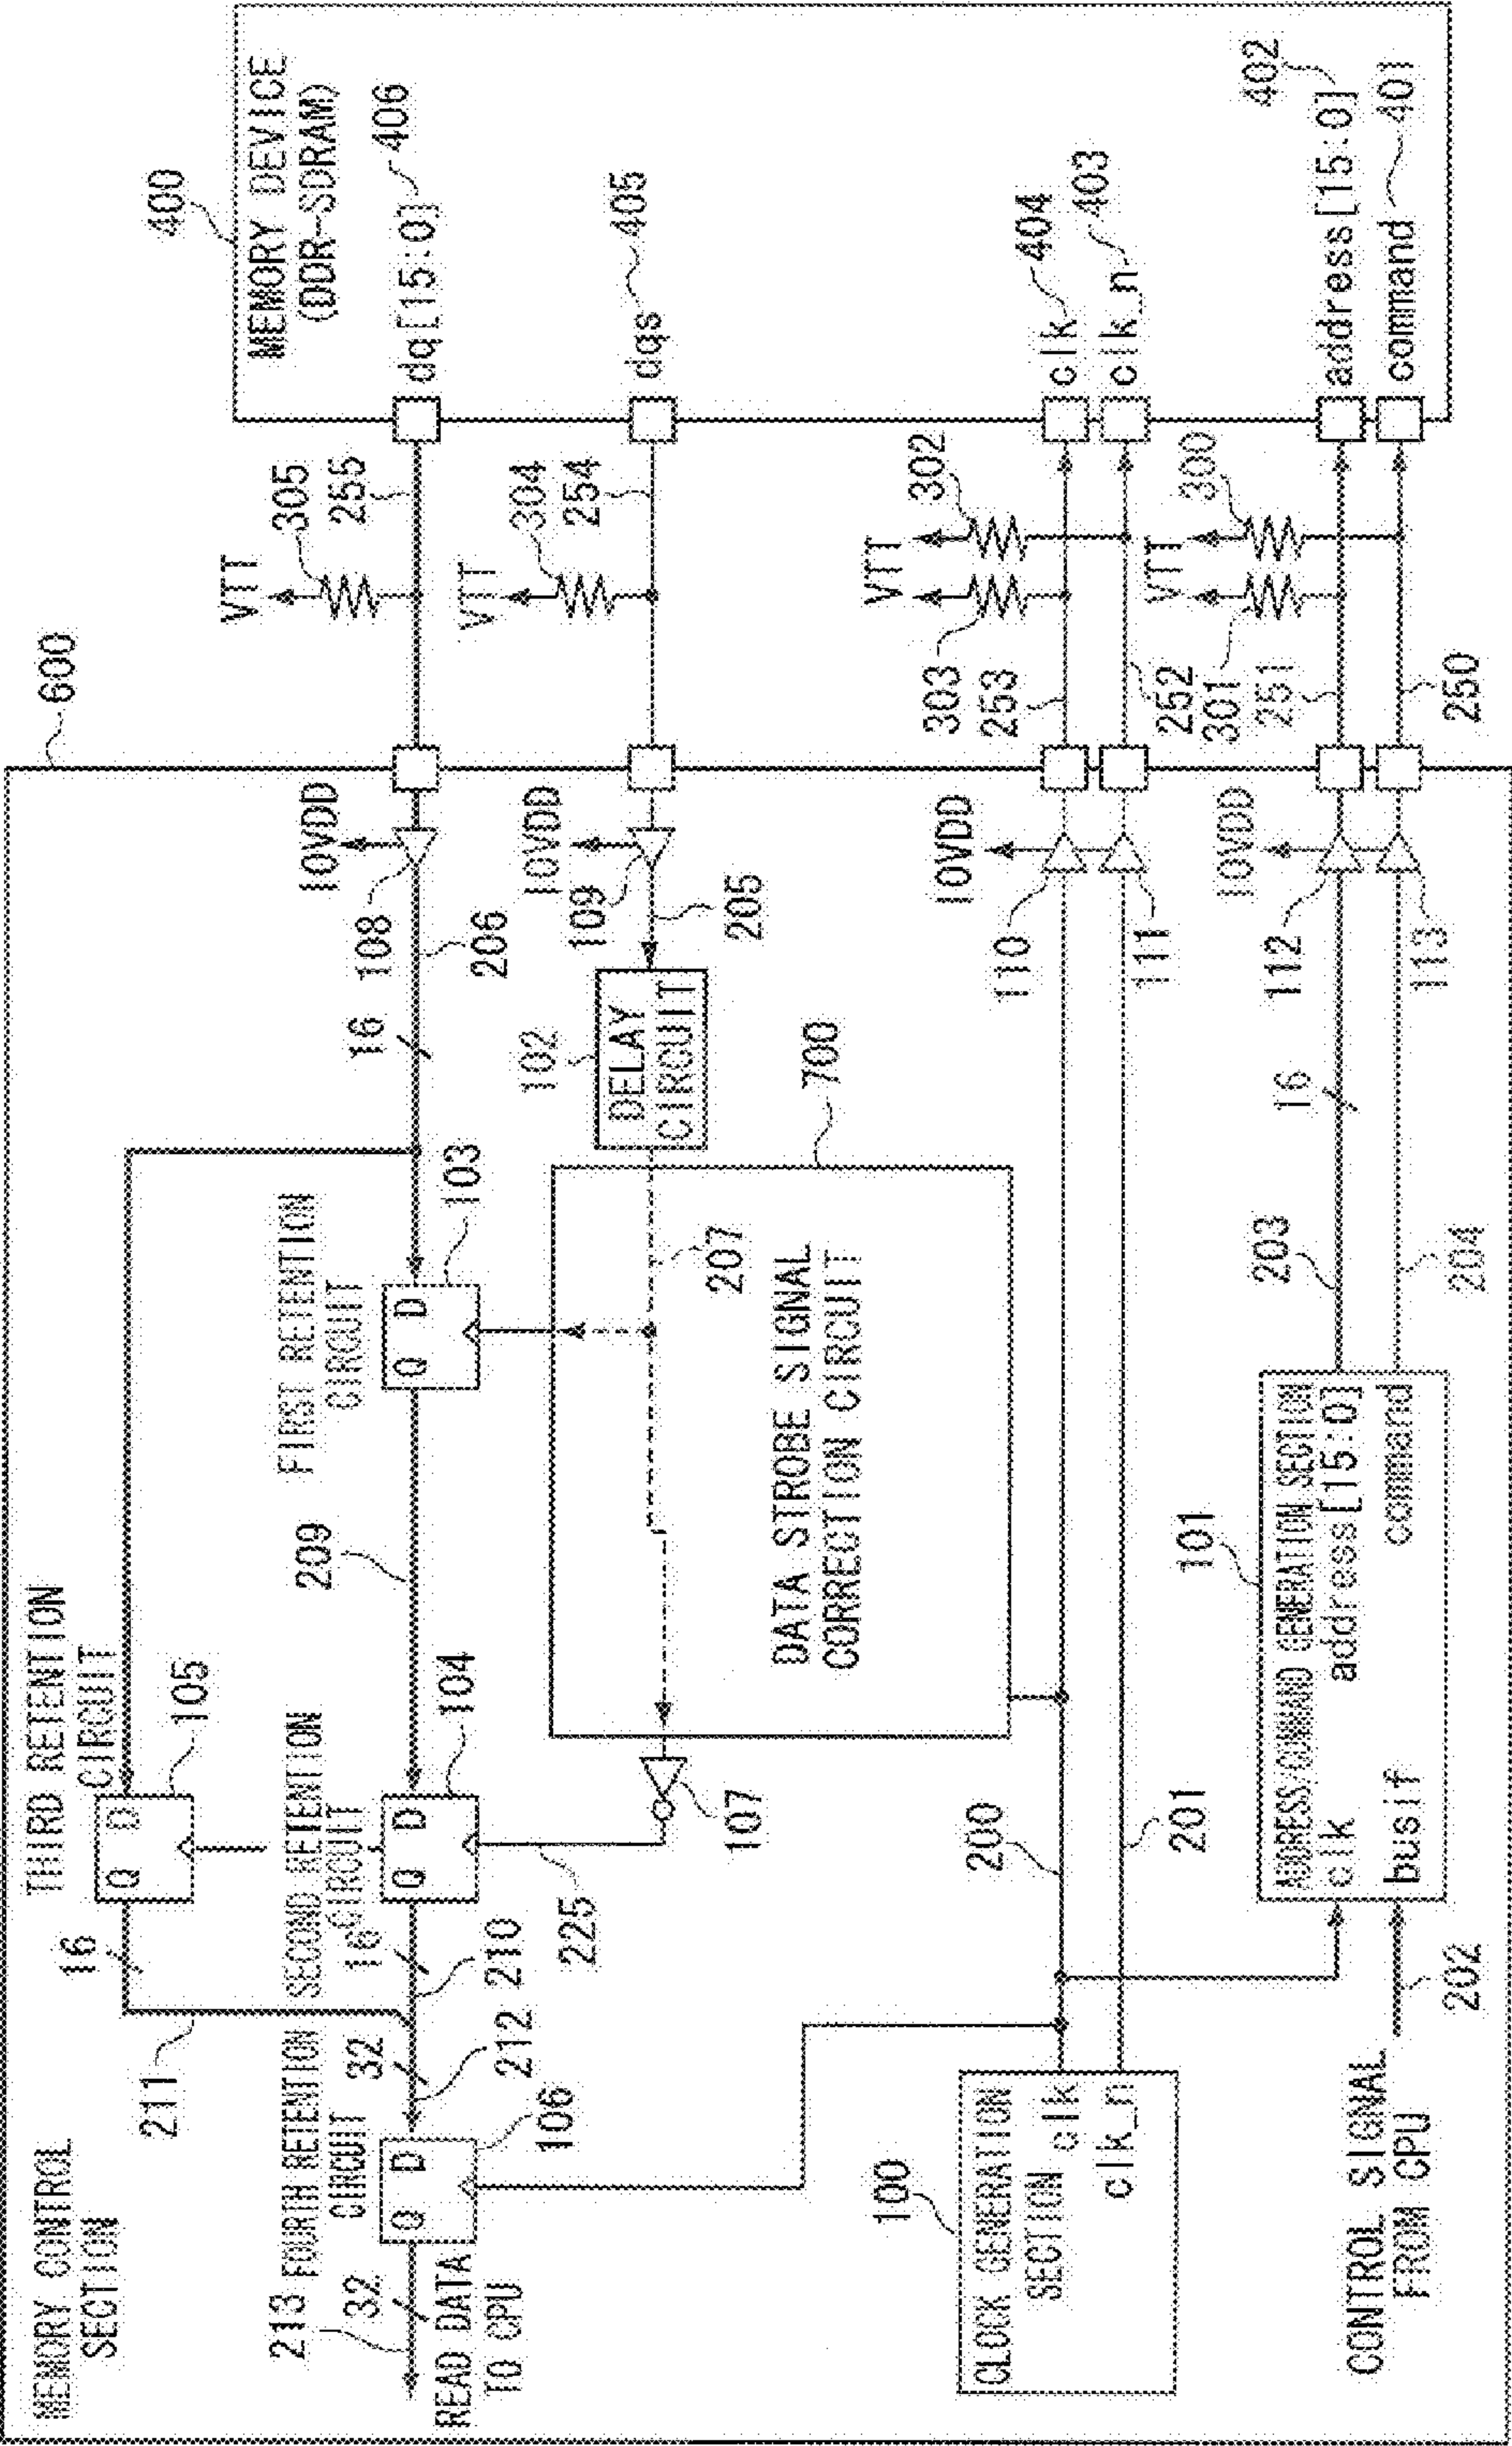 MEMORY CONTROL
SECTION
600
400
MEMORY DEVICE
(DDR-SDRAM)
THIRD RETENTION
CIRCUIT
105
Q D
16
211
FIRST RETENTION
CIRCUIT
103
Q D
209
SECOND RETENTION
CIRCUIT
104
Q D
16
210
225
FOURTH RETENTION
CIRCUIT
106
Q D
32
212
213
32
READ DATA
TO CPU
16
206
108
IOVDD
VTT
305
255
dq[15:0]
406
IOVDD
109
205
102
DELAY
CIRCUIT
VTT
304
254
dqs
405
207
700
DATA STROBE SIGNAL
CORRECTION CIRCUIT
107
CLOCK GENERATION
SECTION
100
clk
clk_n
200
201
IOVDD
110
111
VTT
303
302
253
252
clk
404
clk_n
403
101
ADDRESS/COMMAND GENERATION SECTION
clk
address[15:0]
busif
command
CONTROL SIGNAL
FROM CPU
202
203
204
16
IOVDD
112
113
VTT
301
300
251
250
address[15:0]
402
command
401